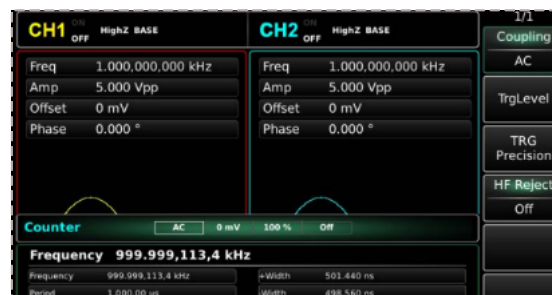 CH1 ON OFF HighZ BASE
CH2 ON OFF HighZ BASE
1/1
Coupling
AC
TrgLevel
TRG
Precision
HF Reject
Off
Freq 1.000,000,000 kHz
Amp 5.000 Vpp
Offset 0 mV
Phase 0.000 °
Freq 1.000,000,000 kHz
Amp 5.000 Vpp
Offset 0 mV
Phase 0.000 °
Counter AC 0 mV 100 % Off
Frequency 999.999,113,4 kHz
Frequency 999.999,113,4 kHz
+Width 501.440 ns
Period 1.000,00 us
-Width 498.560 ns